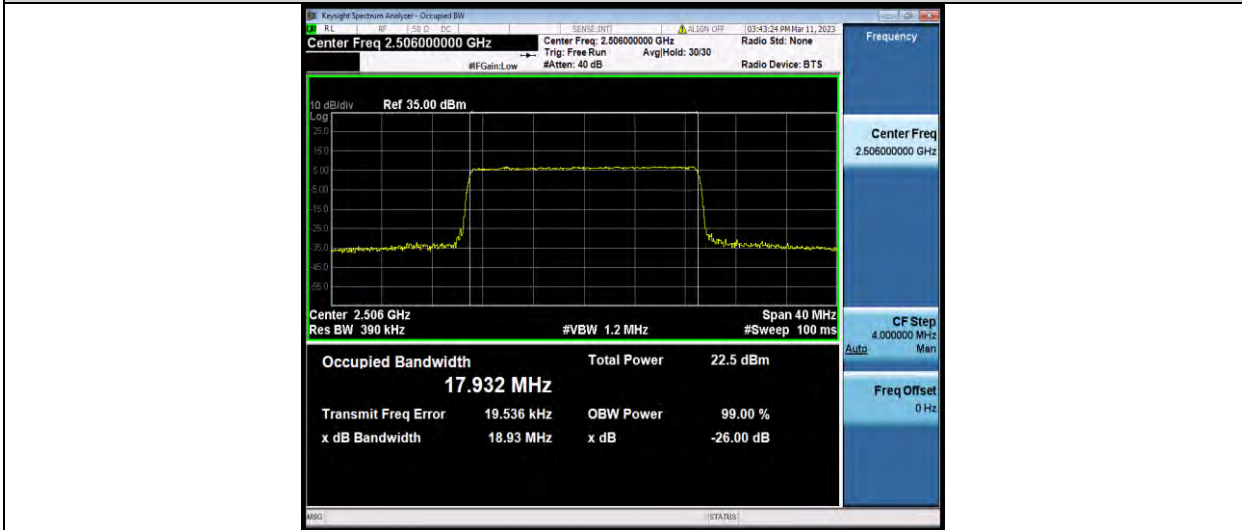 Keysight Spectrum Analyzer - Occupied BW
RL RF 50 Ω DC SENSE:INT ALIGN OFF 03:43:24 PM Mar 11, 2023
Center Freq 2.506000000 GHz
Center Freq: 2.506000000 GHz Radio Std: None
Trig: Free Run Avg|Hold: 30/30
#IFGain:Low #Atten: 40 dB Radio Device: BTS
Frequency
10 dB/div Ref 35.00 dBm
Log
25.0
15.0
5.00
-5.00
-15.0
-25.0
-35.0
-45.0
-55.0
Center 2.506 GHz Span 40 MHz
Res BW 390 kHz #VBW 1.2 MHz #Sweep 100 ms
Occupied Bandwidth Total Power 22.5 dBm
17.932 MHz
Transmit Freq Error 19.536 kHz OBW Power 99.00 %
x dB Bandwidth 18.93 MHz x dB -26.00 dB
Center Freq
2.506000000 GHz
CF Step
4.000000 MHz
Auto Man
Freq Offset
0 Hz
MSG STATUS